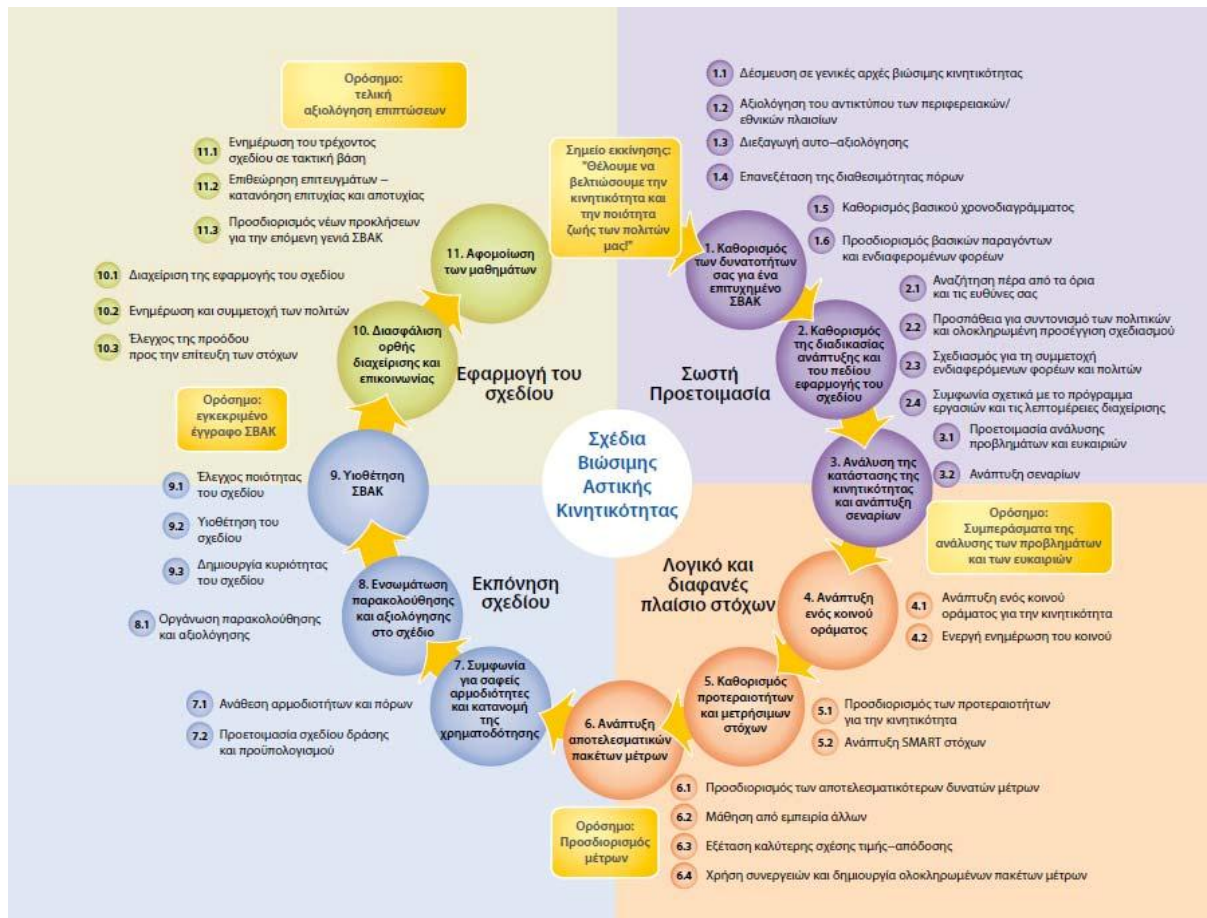 Ορόσημο:
τελική
αξιολόγηση επιπτώσεων
11.1 Ενημέρωση του τρέχοντος
σχεδίου σε τακτική βάση
11.2 Επιθεώρηση επιτευγμάτων –
κατανόηση επιτυχίας και αποτυχίας
11.3 Προσδιορισμός νέων προκλήσεων
για την επόμενη γενιά ΣΒΑΚ
11. Αφομοίωση
των μαθημάτων
10.1 Διαχείριση της εφαρμογής του σχεδίου
10.2 Ενημέρωση και συμμετοχή των πολιτών
10.3 Έλεγχος της προόδου
προς την επίτευξη των στόχων
10. Διασφάλιση
ορθής
διαχείρισης και
επικοινωνίας
Εφαρμογή του
σχεδίου
Σημείο εκκίνησης:
"Θέλουμε να
βελτιώσουμε την
κινητικότητα και
την ποιότητα
ζωής των πολιτών
μας!"
1.1 Δέσμευση σε γενικές αρχές βιώσιμης κινητικότητας
1.2 Αξιολόγηση του αντικτύπου των περιφερειακών/
εθνικών πλαισίων
1.3 Διεξαγωγή αυτο–αξιολόγησης
1.4 Επανεξέταση της διαθεσιμότητας πόρων
1.5 Καθορισμός βασικού χρονοδιαγράμματος
1.6 Προσδιορισμός βασικών παραγόντων
και ενδιαφερομένων φορέων
1. Καθορισμός
των δυνατοτήτων
σας για ένα
επιτυχημένο
ΣΒΑΚ
2.1 Αναζήτηση πέρα από τα όρια
και τις ευθύνες σας
2.2 Προσπάθεια για συντονισμό των πολιτικών
και ολοκληρωμένη προσέγγιση σχεδιασμού
2.3 Σχεδιασμός για τη συμμετοχή
ενδιαφερόμενων φορέων και πολιτών
2.4 Συμφωνία σχετικά με το πρόγραμμα
εργασιών και τις λεπτομέρειες διαχείρισης
2. Καθορισμός
της διαδικασίας
ανάπτυξης και
του πεδίου
εφαρμογής του
σχεδίου
Σωστή
Προετοιμασία
3.1 Προετοιμασία ανάλυσης
προβλημάτων και ευκαιριών
3.2 Ανάπτυξη σεναρίων
3. Ανάλυση της
κατάστασης της
κινητικότητας
και ανάπτυξη
σεναρίων
Ορόσημο:
Συμπεράσματα της
ανάλυσης των προβλημάτων
και των ευκαιριών
Σχέδια
Βιώσιμης
Αστικής
Κινητικότητας
Ορόσημο:
εγκεκριμένο
έγγραφο ΣΒΑΚ
9. Υιοθέτηση
ΣΒΑΚ
9.1 Έλεγχος ποιότητας
του σχεδίου
9.2 Υιοθέτηση του
σχεδίου
9.3 Δημιουργία κυριότητας
του σχεδίου
8. Ενσωμάτωση
παρακολούθησης
και αξιολόγησης
στο σχέδιο
8.1 Οργάνωση παρακολούθησης
και αξιολόγησης
Εκπόνηση
σχεδίου
7. Συμφωνία
για σαφείς
αρμοδιότητες
και κατανομή
της
χρηματοδότησης
7.1 Ανάθεση αρμοδιοτήτων και πόρων
7.2 Προετοιμασία σχεδίου δράσης
και προϋπολογισμού
Λογικό και
διαφανές
πλαίσιο στόχων
4. Ανάπτυξη
ενός κοινού
οράματος
4.1 Ανάπτυξη ενός κοινού
οράματος για την κινητικότητα
4.2 Ενεργή ενημέρωση του κοινού
5. Καθορισμός
προτεραιοτήτων
και μετρήσιμων
στόχων
5.1 Προσδιορισμός των προτεραιοτήτων
για την κινητικότητα
5.2 Ανάπτυξη SMART στόχων
6. Ανάπτυξη
αποτελεσματικών
πακέτων μέτρων
6.1 Προσδιορισμός των αποτελεσματικότερων δυνατών μέτρων
6.2 Μάθηση από εμπειρία άλλων
6.3 Εξέταση καλύτερης σχέσης τιμής–απόδοσης
6.4 Χρήση συνεργειών και δημιουργία ολοκληρωμένων πακέτων μέτρων
Ορόσημο:
Προσδιορισμός
μέτρων